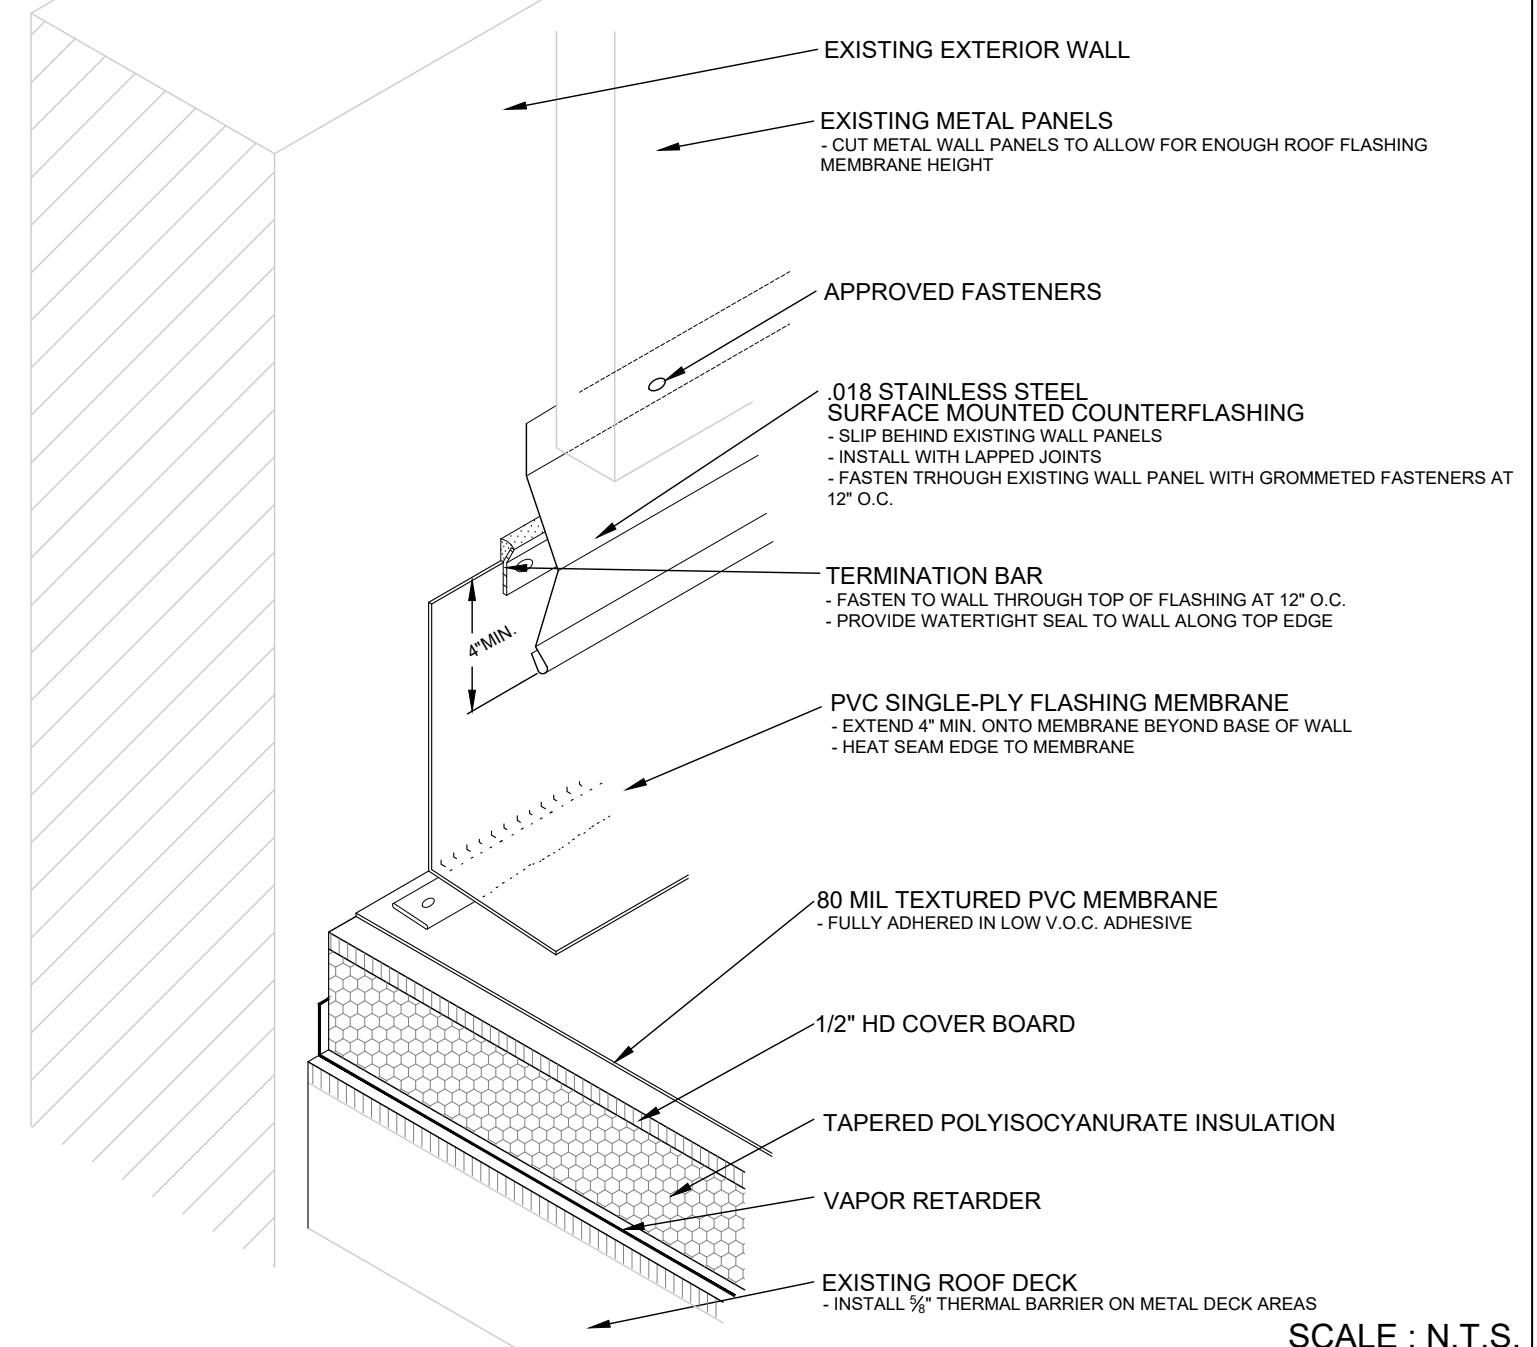 EXISTING EXTERIOR WALL
EXISTING METAL PANELS
- CUT METAL WALL PANELS TO ALLOW FOR ENOUGH ROOF FLASHING
MEMBRANE HEIGHT
APPROVED FASTENERS
.018 STAINLESS STEEL
SURFACE MOUNTED COUNTERFLASHING
- SLIP BEHIND EXISTING WALL PANELS
- INSTALL WITH LAPPED JOINTS
- FASTEN TRHOUGH EXISTING WALL PANEL WITH GROMMETED FASTENERS AT
12" O.C.
TERMINATION BAR
- FASTEN TO WALL THROUGH TOP OF FLASHING AT 12" O.C.
- PROVIDE WATERTIGHT SEAL TO WALL ALONG TOP EDGE
4"MIN.
PVC SINGLE-PLY FLASHING MEMBRANE
- EXTEND 4" MIN. ONTO MEMBRANE BEYOND BASE OF WALL
- HEAT SEAM EDGE TO MEMBRANE
80 MIL TEXTURED PVC MEMBRANE
- FULLY ADHERED IN LOW V.O.C. ADHESIVE
1/2" HD COVER BOARD
TAPERED POLYISOCYANURATE INSULATION
VAPOR RETARDER
EXISTING ROOF DECK
- INSTALL ⅝" THERMAL BARRIER ON METAL DECK AREAS
SCALE : N.T.S.